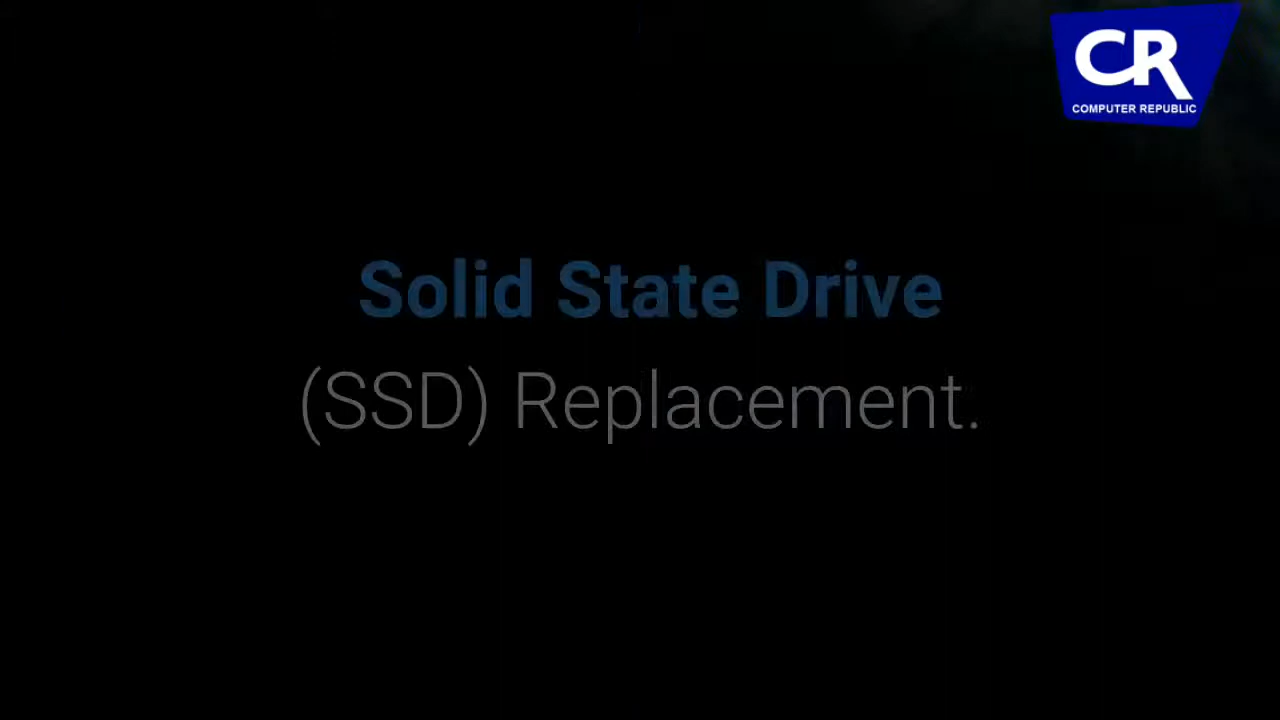 CR
COMPUTER REPUBLIC
Solid State Drive
(SSD) Replacement.